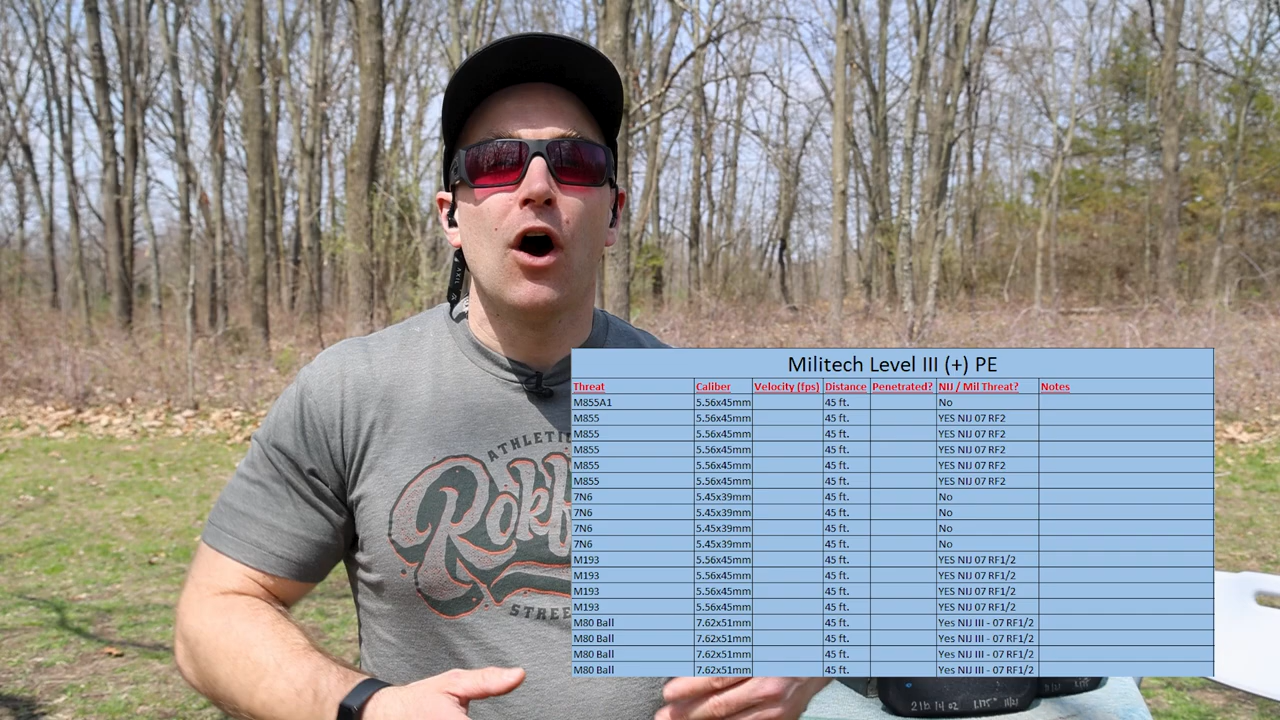 AXIL
ATHLETI
Rokf
STREE
Militech Level III (+) PE
Threat Caliber Velocity (fps) Distance Penetrated? NIJ / Mil Threat? Notes
M855A1 5.56x45mm 45 ft. No
M855 5.56x45mm 45 ft. YES NIJ 07 RF2
M855 5.56x45mm 45 ft. YES NIJ 07 RF2
M855 5.56x45mm 45 ft. YES NIJ 07 RF2
M855 5.56x45mm 45 ft. YES NIJ 07 RF2
M855 5.56x45mm 45 ft. YES NIJ 07 RF2
7N6 5.45x39mm 45 ft. No
7N6 5.45x39mm 45 ft. No
7N6 5.45x39mm 45 ft. No
7N6 5.45x39mm 45 ft. No
M193 5.56x45mm 45 ft. YES NIJ 07 RF1/2
M193 5.56x45mm 45 ft. YES NIJ 07 RF1/2
M193 5.56x45mm 45 ft. YES NIJ 07 RF1/2
M193 5.56x45mm 45 ft. YES NIJ 07 RF1/2
M80 Ball 7.62x51mm 45 ft. Yes NIJ III - 07 RF1/2
M80 Ball 7.62x51mm 45 ft. Yes NIJ III - 07 RF1/2
M80 Ball 7.62x51mm 45 ft. Yes NIJ III - 07 RF1/2
M80 Ball 7.62x51mm 45 ft. Yes NIJ III - 07 RF1/2
21b 14 oz 1.175" 11/21